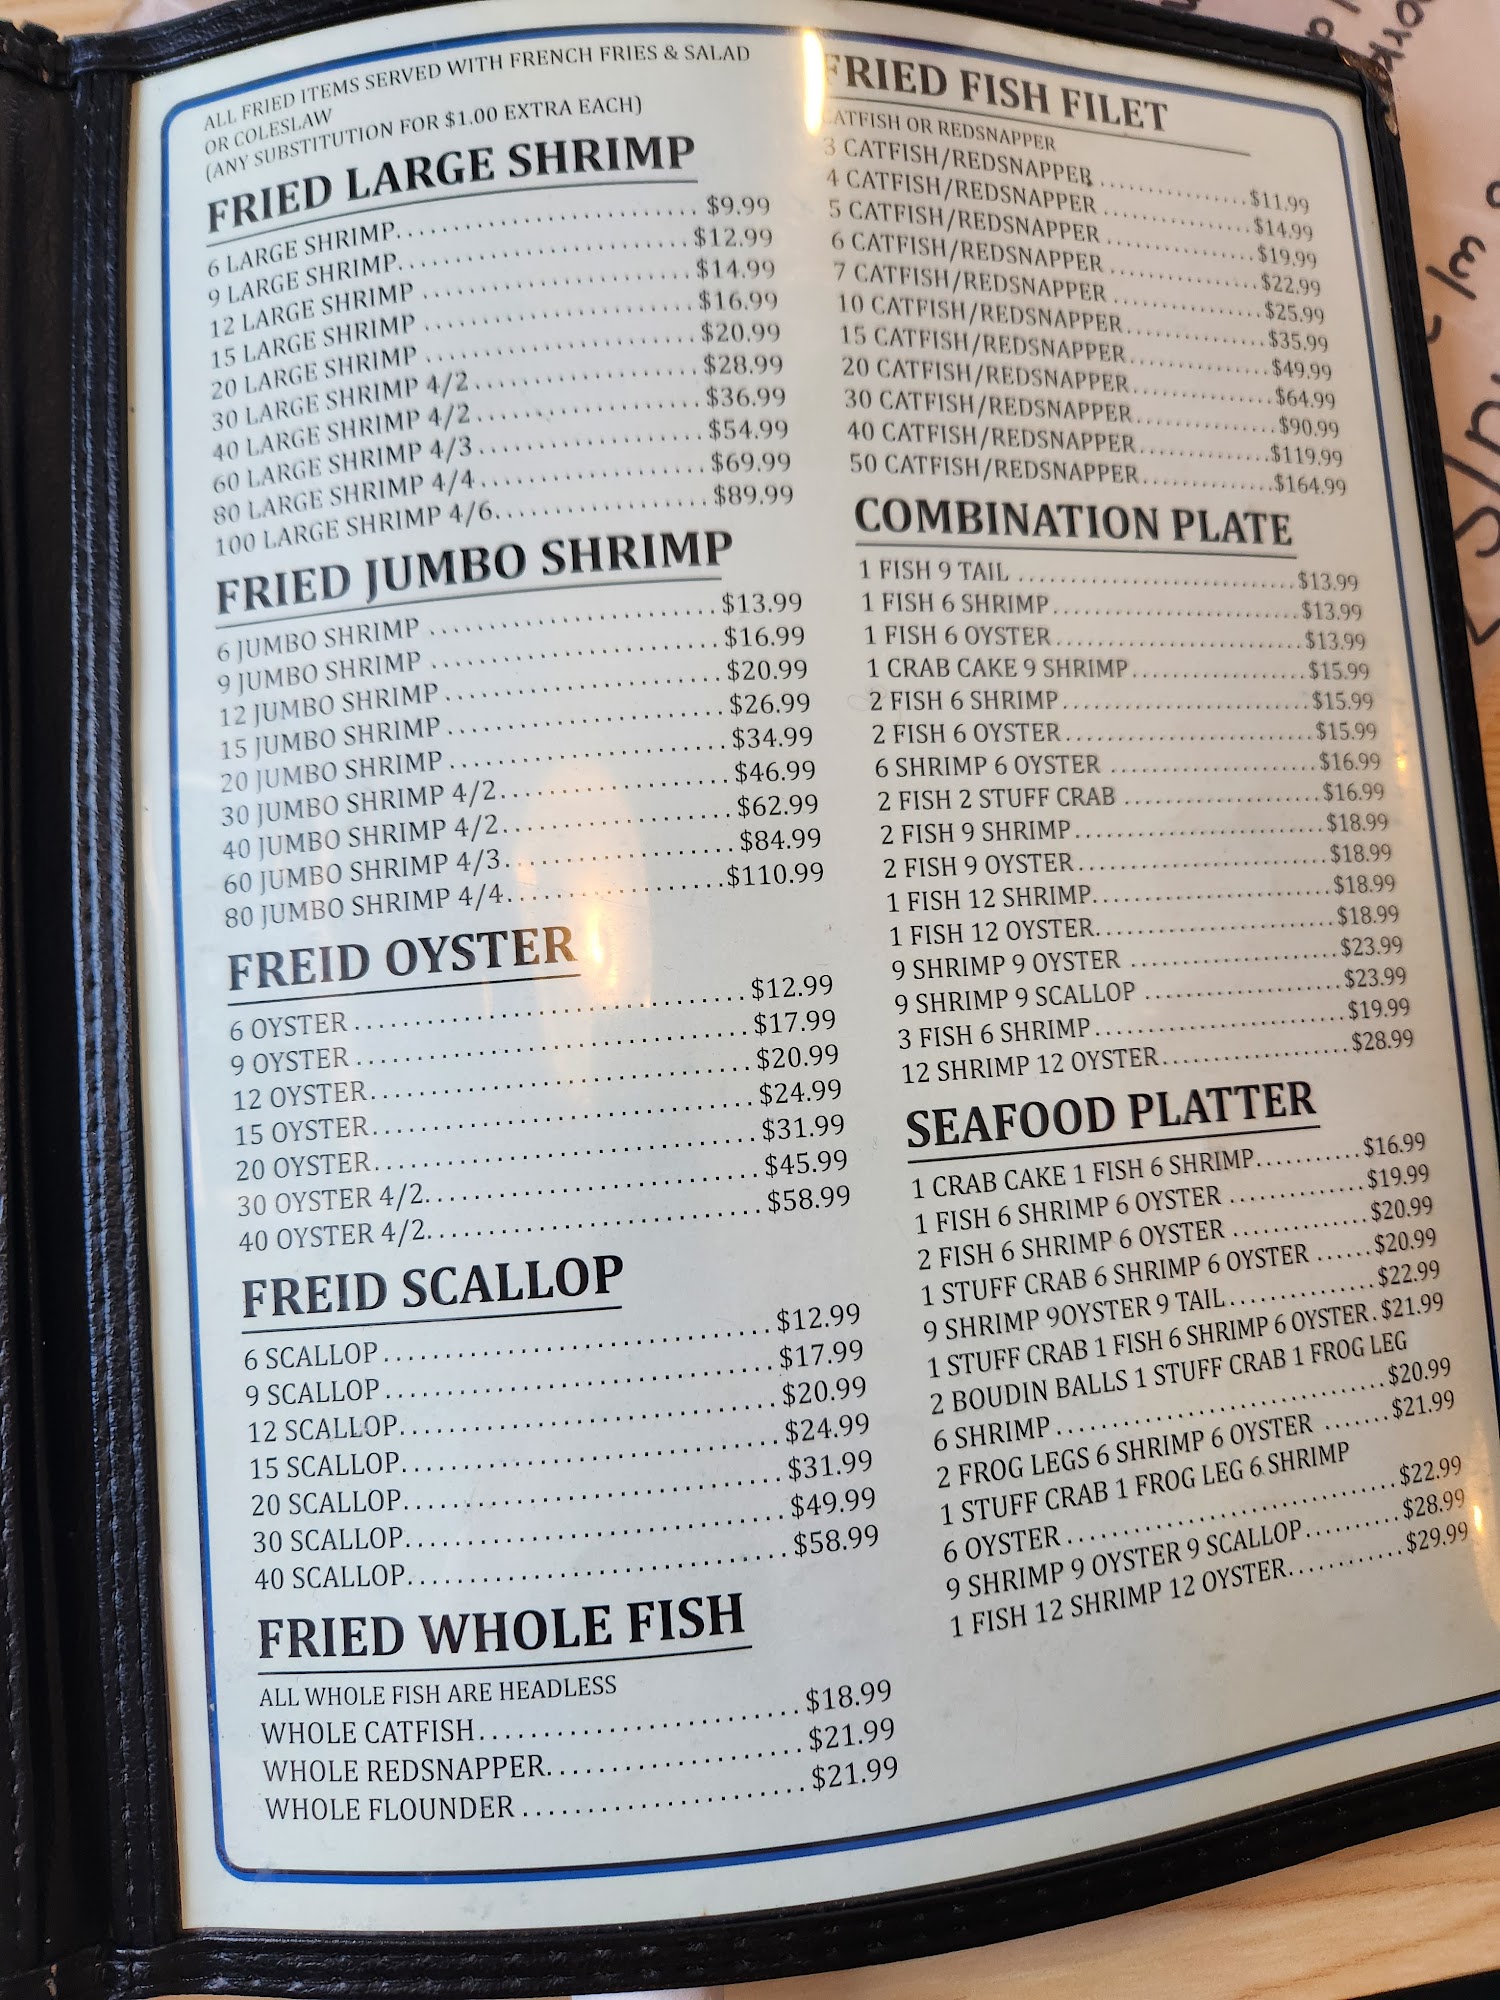 ALL FRIED ITEMS SERVED WITH FRENCH FRIES & SALAD
OR COLESLAW
(ANY SUBSTITUTION FOR $1.00 EXTRA EACH)
FRIED LARGE SHRIMP
6 LARGE SHRIMP $9.99
9 LARGE SHRIMP $12.99
12 LARGE SHRIMP $14.99
15 LARGE SHRIMP $16.99
20 LARGE SHRIMP $20.99
30 LARGE SHRIMP 4/2 $28.99
40 LARGE SHRIMP 4/2 $36.99
60 LARGE SHRIMP 4/3 $54.99
80 LARGE SHRIMP 4/4 $69.99
100 LARGE SHRIMP 4/6 $89.99
FRIED JUMBO SHRIMP
6 JUMBO SHRIMP $13.99
9 JUMBO SHRIMP $16.99
12 JUMBO SHRIMP $20.99
15 JUMBO SHRIMP $26.99
20 JUMBO SHRIMP $34.99
30 JUMBO SHRIMP 4/2 $46.99
40 JUMBO SHRIMP 4/2 $62.99
60 JUMBO SHRIMP 4/3 $84.99
80 JUMBO SHRIMP 4/4 $110.99
FREID OYSTER
6 OYSTER $12.99
9 OYSTER $17.99
12 OYSTER $20.99
15 OYSTER $24.99
20 OYSTER $31.99
30 OYSTER 4/2 $45.99
40 OYSTER 4/2 $58.99
FREID SCALLOP
6 SCALLOP $12.99
9 SCALLOP $17.99
12 SCALLOP $20.99
15 SCALLOP $24.99
20 SCALLOP $31.99
30 SCALLOP $49.99
40 SCALLOP $58.99
FRIED WHOLE FISH
ALL WHOLE FISH ARE HEADLESS
WHOLE CATFISH $18.99
WHOLE REDSNAPPER $21.99
WHOLE FLOUNDER $21.99
FRIED FISH FILET
CATFISH OR REDSNAPPER
3 CATFISH/REDSNAPPER $11.99
4 CATFISH/REDSNAPPER $14.99
5 CATFISH/REDSNAPPER $19.99
6 CATFISH/REDSNAPPER $22.99
7 CATFISH/REDSNAPPER $25.99
10 CATFISH/REDSNAPPER $35.99
15 CATFISH/REDSNAPPER $49.99
20 CATFISH/REDSNAPPER $64.99
30 CATFISH/REDSNAPPER $90.99
40 CATFISH/REDSNAPPER $119.99
50 CATFISH/REDSNAPPER $164.99
COMBINATION PLATE
1 FISH 9 TAIL $13.99
1 FISH 6 SHRIMP $13.99
1 FISH 6 OYSTER $13.99
1 CRAB CAKE 9 SHRIMP $15.99
2 FISH 6 SHRIMP $15.99
2 FISH 6 OYSTER $15.99
6 SHRIMP 6 OYSTER $16.99
2 FISH 2 STUFF CRAB $16.99
2 FISH 9 SHRIMP $18.99
2 FISH 9 OYSTER $18.99
1 FISH 12 SHRIMP $18.99
1 FISH 12 OYSTER $18.99
9 SHRIMP 9 OYSTER $23.99
9 SHRIMP 9 SCALLOP $23.99
3 FISH 6 SHRIMP $19.99
12 SHRIMP 12 OYSTER $28.99
SEAFOOD PLATTER
1 CRAB CAKE 1 FISH 6 SHRIMP $16.99
1 FISH 6 SHRIMP 6 OYSTER $19.99
2 FISH 6 SHRIMP 6 OYSTER $20.99
1 STUFF CRAB 6 SHRIMP 6 OYSTER $20.99
9 SHRIMP 9OYSTER 9 TAIL $22.99
1 STUFF CRAB 1 FISH 6 SHRIMP 6 OYSTER $21.99
2 BOUDIN BALLS 1 STUFF CRAB 1 FROG LEG
6 SHRIMP $20.99
2 FROG LEGS 6 SHRIMP 6 OYSTER $21.99
1 STUFF CRAB 1 FROG LEG 6 SHRIMP
6 OYSTER $22.99
9 SHRIMP 9 OYSTER 9 SCALLOP $28.99
1 FISH 12 SHRIMP 12 OYSTER $29.99